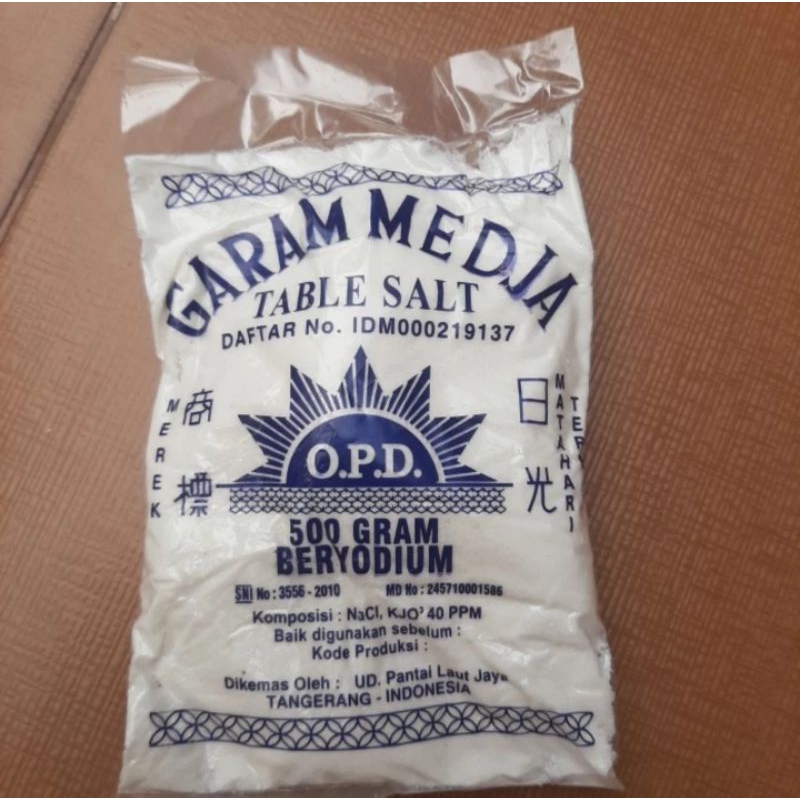 GARAM MEDJA
TABLE SALT
DAFTAR No. IDM000219137
MEREK
商標
O.P.D.
日光
MATAHARI
500 GRAM
BERYODIUM
SNI No : 3556 - 2010
MD No : 245710001586
Komposisi : NaCl, KJO³ 40 PPM
Baik digunakan sebelum :
Kode Produksi :
Dikemas Oleh : UD. Pantai Laut Jaya
TANGERANG - INDONESIA